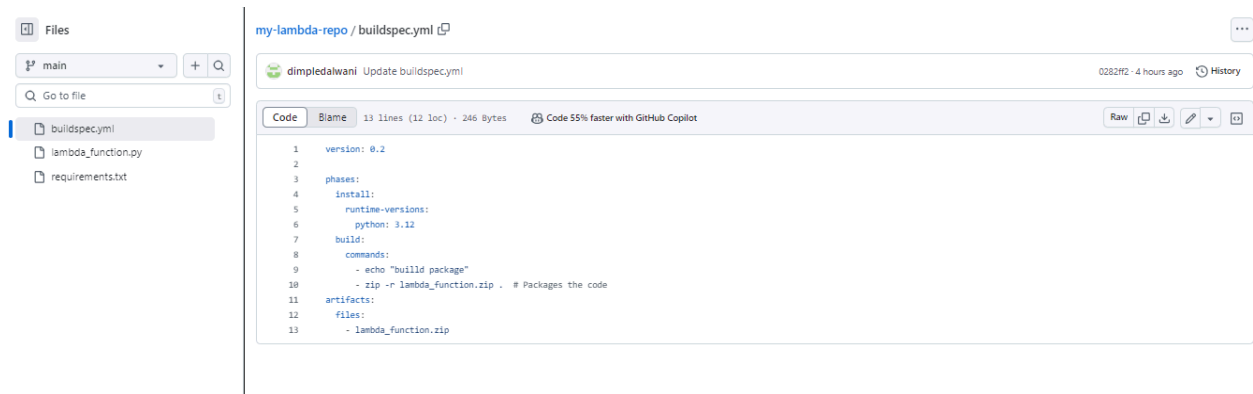 Files
main
Go to file
t
buildspec.yml
lambda_function.py
requirements.txt
my-lambda-repo / buildspec.yml
dimpledalwani Update buildspec.yml
0282ff2 · 4 hours ago
History
Code Blame 13 lines (12 loc) · 246 Bytes Code 55% faster with GitHub Copilot
Raw
1 version: 0.2
2
3 phases:
4 install:
5 runtime-versions:
6 python: 3.12
7 build:
8 commands:
9 - echo "builld package"
10 - zip -r lambda_function.zip . # Packages the code
11 artifacts:
12 files:
13 - lambda_function.zip